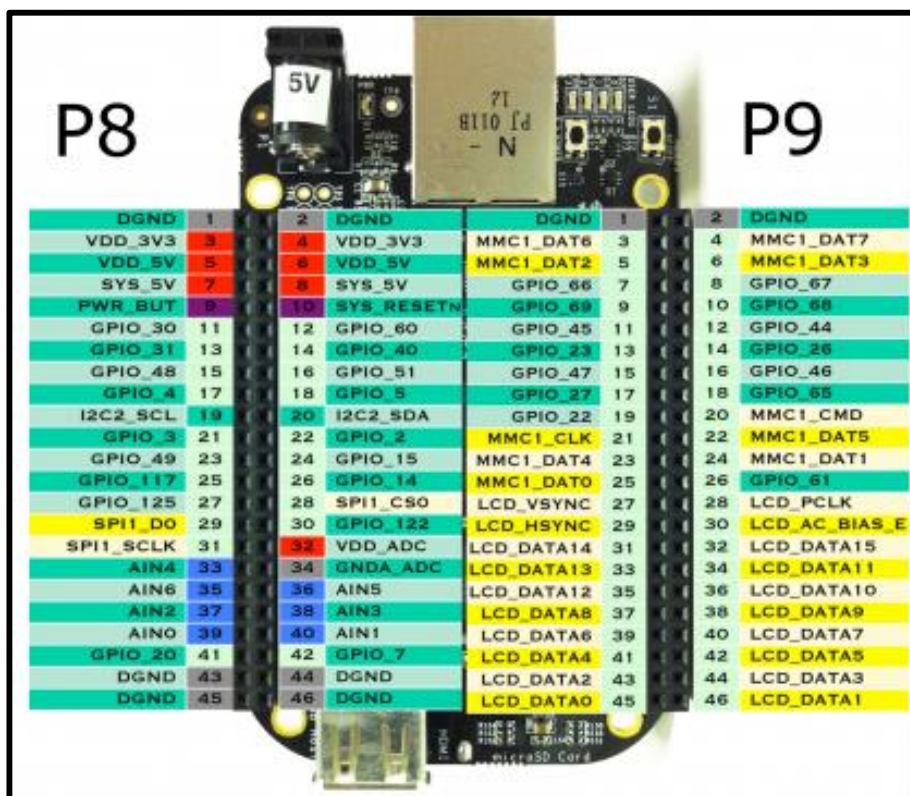 P8
P9
5V
N -
PJ 011B
DGND 1 2 DGND DGND 1 2 DGND
VDD_3V3 3 4 VDD_3V3 MMC1_DAT6 3 4 MMC1_DAT7
VDD_5V 5 6 VDD_5V MMC1_DAT2 5 6 MMC1_DAT3
SYS_5V 7 8 SYS_5V GPIO_66 7 8 GPIO_67
PWR_BUT 9 10 SYS_RESETN GPIO_69 9 10 GPIO_68
GPIO_30 11 12 GPIO_60 GPIO_45 11 12 GPIO_44
GPIO_31 13 14 GPIO_40 GPIO_23 13 14 GPIO_26
GPIO_48 15 16 GPIO_51 GPIO_47 15 16 GPIO_46
GPIO_4 17 18 GPIO_5 GPIO_27 17 18 GPIO_65
I2C2_SCL 19 20 I2C2_SDA GPIO_22 19 20 MMC1_CMD
GPIO_3 21 22 GPIO_2 MMC1_CLK 21 22 MMC1_DAT5
GPIO_49 23 24 GPIO_15 MMC1_DAT4 23 24 MMC1_DAT1
GPIO_117 25 26 GPIO_14 MMC1_DAT0 25 26 GPIO_61
GPIO_125 27 28 SPI1_CS0 LCD_VSYNC 27 28 LCD_PCLK
SPI1_D0 29 30 GPIO_122 LCD_HSYNC 29 30 LCD_AC_BIAS_E
SPI1_SCLK 31 32 VDD_ADC LCD_DATA14 31 32 LCD_DATA15
AIN4 33 34 GNDA_ADC LCD_DATA13 33 34 LCD_DATA11
AIN6 35 36 AIN5 LCD_DATA12 35 36 LCD_DATA10
AIN2 37 38 AIN3 LCD_DATA8 37 38 LCD_DATA9
AIN0 39 40 AIN1 LCD_DATA6 39 40 LCD_DATA7
GPIO_20 41 42 GPIO_7 LCD_DATA4 41 42 LCD_DATA5
DGND 43 44 DGND LCD_DATA2 43 44 LCD_DATA3
DGND 45 46 DGND LCD_DATA0 45 46 LCD_DATA1
HDMI
microSD Card